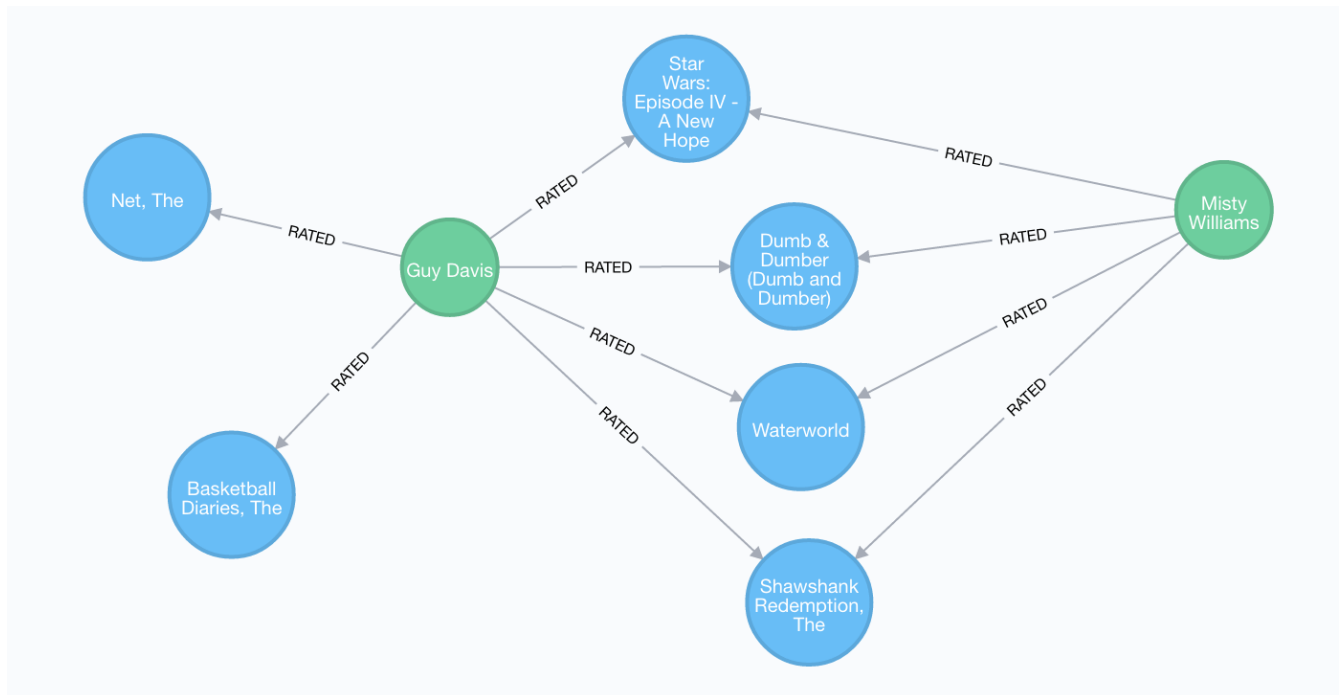 Star
Wars:
Episode IV -
A New
Hope
RATED
RATED
Net, The
Misty
Williams
RATED
RATED
Dumb &
Dumber
(Dumb and
Dumber)
Guy Davis
RATED
RATED
RATED
RATED
RATED
RATED
Waterworld
Basketball
Diaries, The
Shawshank
Redemption,
The